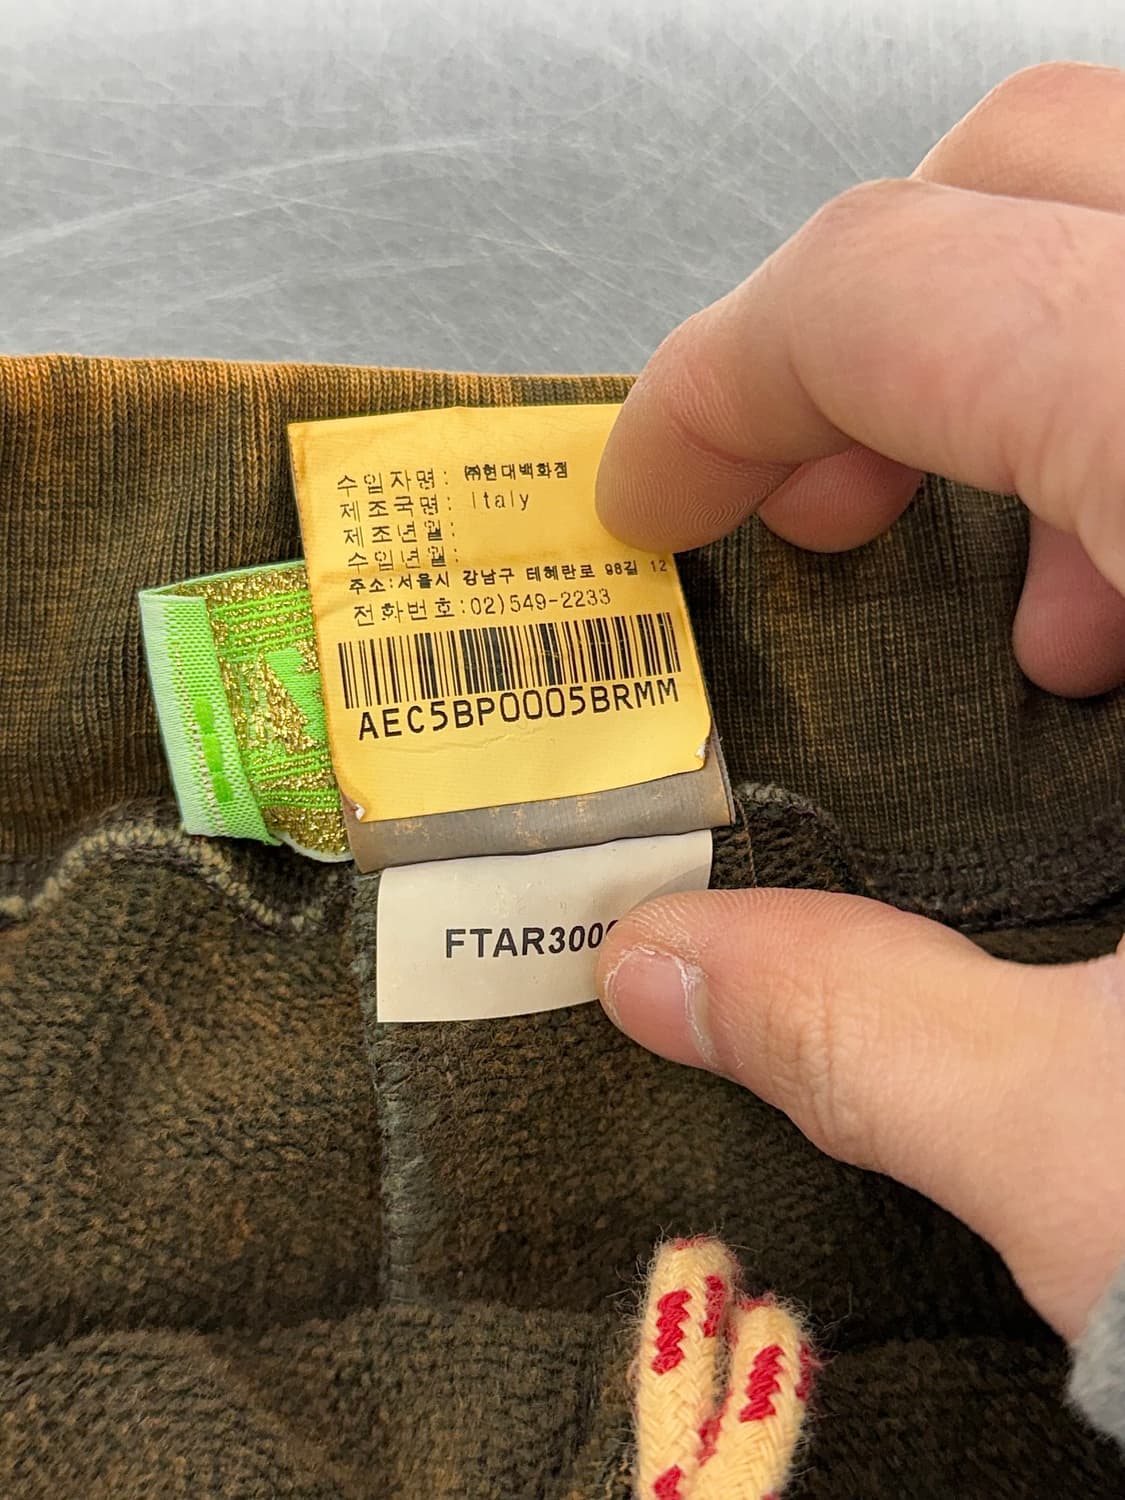 수입자명: ㈜현대백화점
제조국명: Italy
제조년월:
수입년월:
주소:서울시 강남구 테헤란로 98길 12
전화번호:02)549-2233
AEC5BP0005BRMM
FTAR300